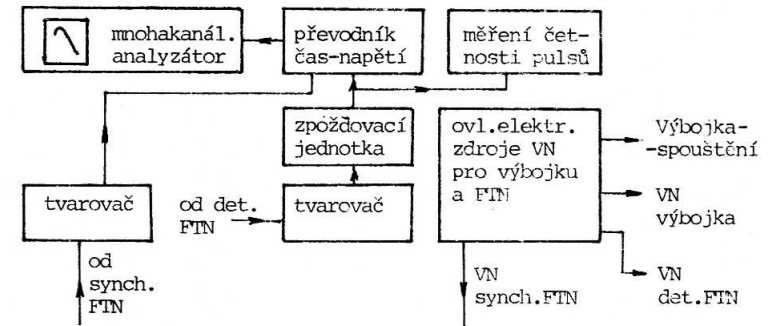 mnohakanál.
analyzátor
převodník
čas-napětí
měření čet-
nosti pulsů
zpožďovací
jednotka
ovl.elektr.
zdroje VN
pro výbojku
a FTN
Výbojka-
-spouštění
VN
výbojka
tvarovač
od det.
FTN
tvarovač
od
synch.
FTN
VN
synch.FTN
VN
det.FTN